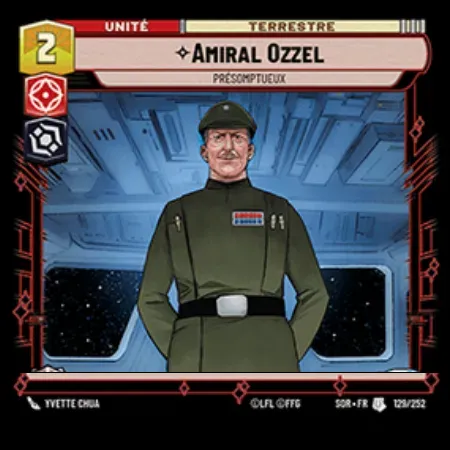 UNITÉ
TERRESTRE
2
AMIRAL OZZEL
PRÉSOMPTUEUX
YVETTE CHUA
©LFL ©FFG
SOR • FR
129/252